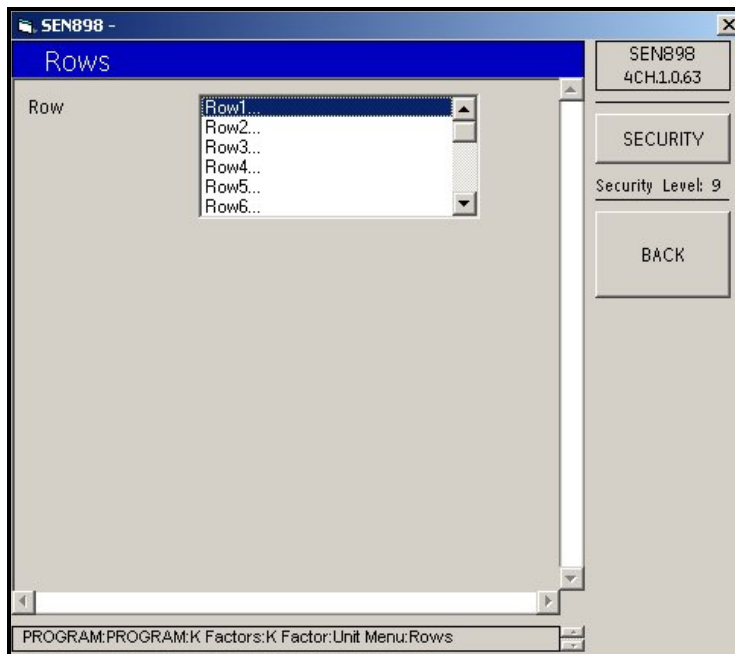 SEN898 -
Rows
Row
Row1...
Row2...
Row3...
Row4...
Row5...
Row6...
SEN898
4CH.1.0.63
SECURITY
Security Level: 9
BACK
PROGRAM:PROGRAM:K Factors:K Factor:Unit Menu:Rows